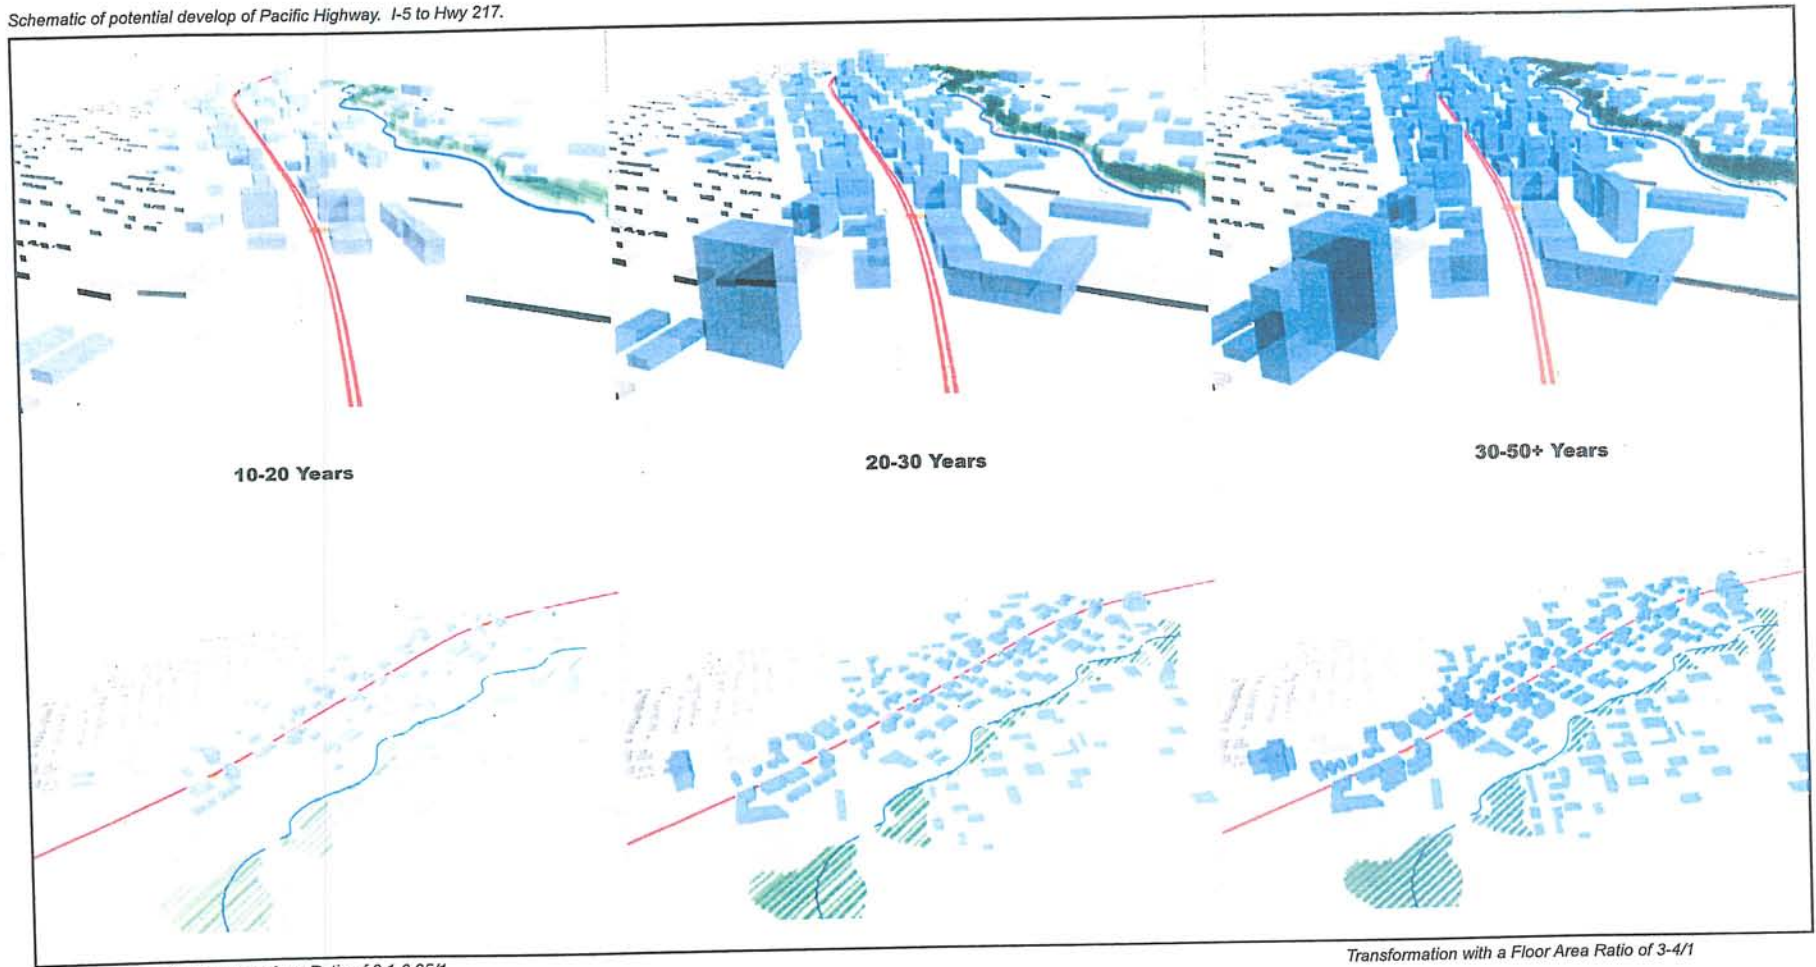 Schematic of potential develop of Pacific Highway. I-5 to Hwy 217.
10-20 Years
20-30 Years
30-50+ Years
Transformation with a Floor Area Ratio of 3-4/1